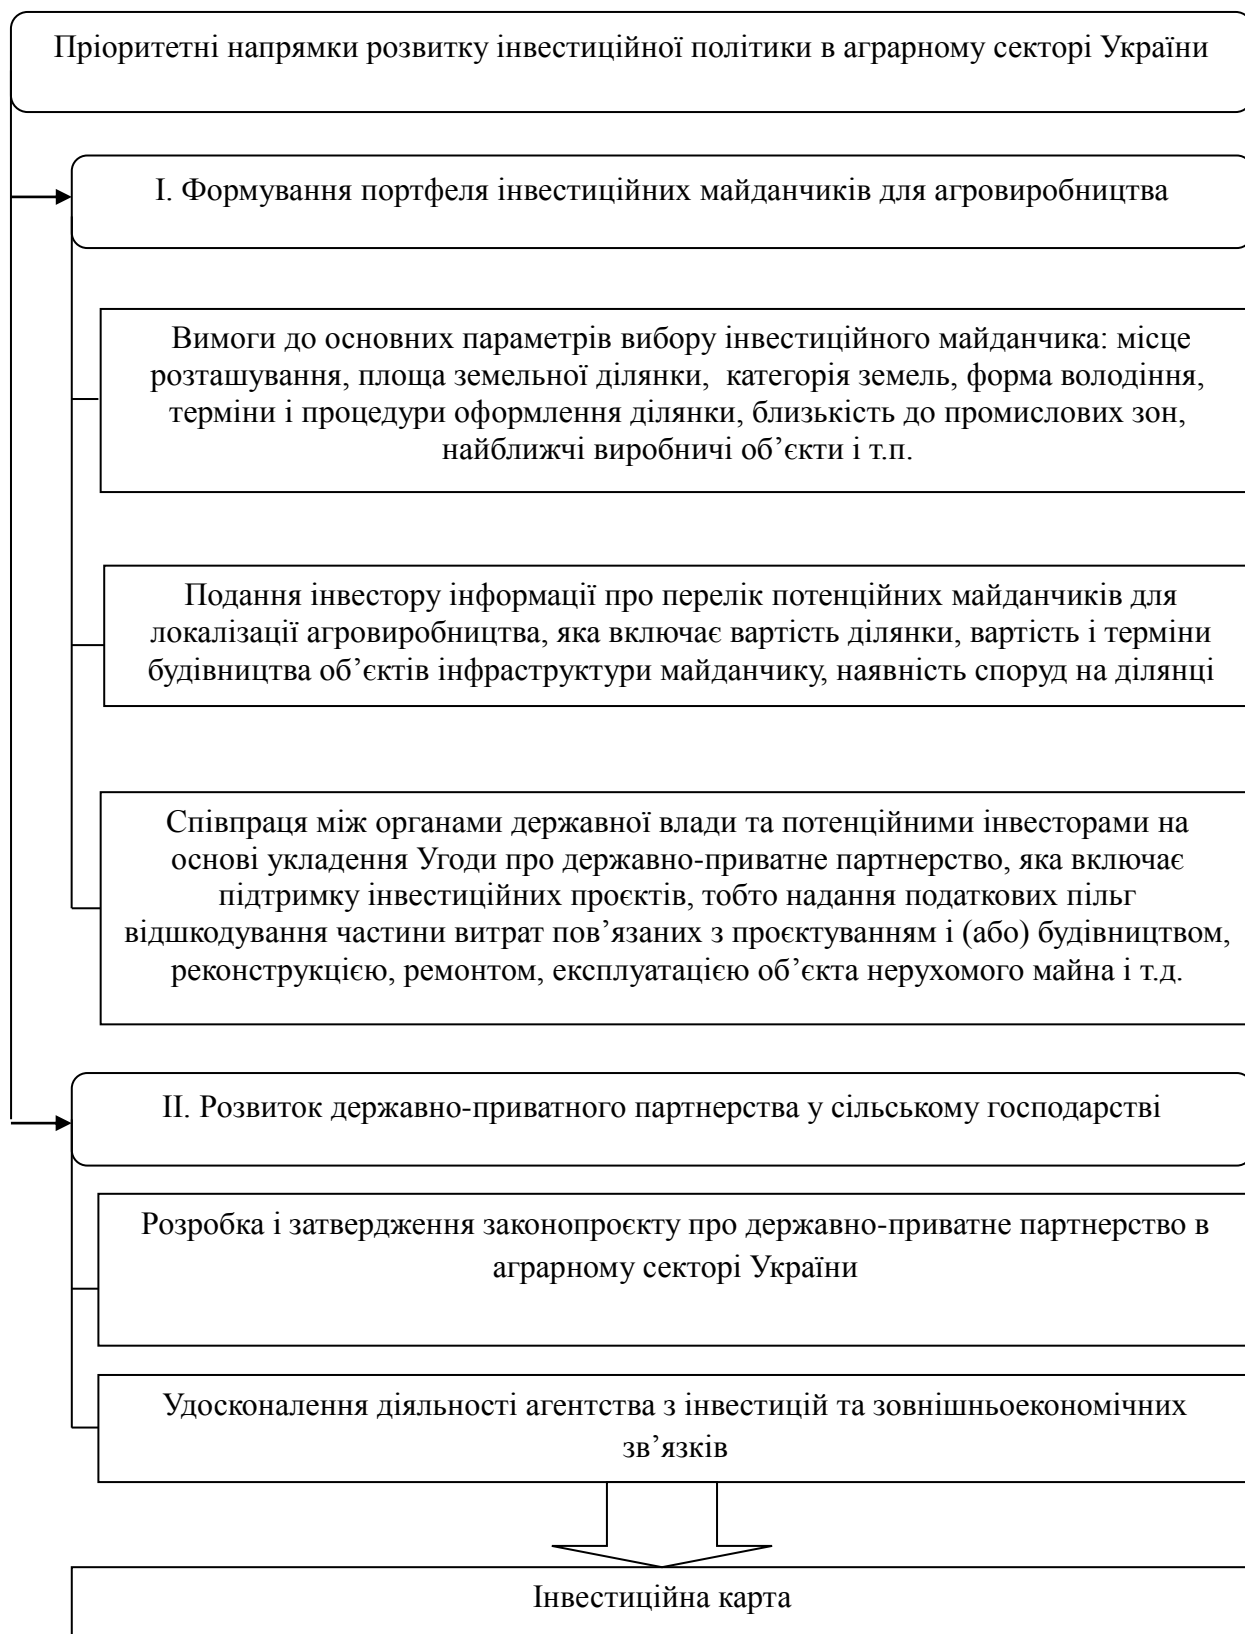 Пріоритетні напрямки розвитку інвестиційної політики в аграрному секторі України
І. Формування портфеля інвестиційних майданчиків для агровиробництва
Вимоги до основних параметрів вибору інвестиційного майданчика: місце
розташування, площа земельної ділянки, категорія земель, форма володіння,
терміни і процедури оформлення ділянки, близькість до промислових зон,
найближчі виробничі об’єкти і т.п.
Подання інвестору інформації про перелік потенційних майданчиків для
локалізації агровиробництва, яка включає вартість ділянки, вартість і терміни
будівництва об’єктів інфраструктури майданчику, наявність споруд на ділянці
Співпраця між органами державної влади та потенційними інвесторами на
основі укладення Угоди про державно-приватне партнерство, яка включає
підтримку інвестиційних проєктів, тобто надання податкових пільг
відшкодування частини витрат пов’язаних з проєктуванням і (або) будівництвом,
реконструкцією, ремонтом, експлуатацією об’єкта нерухомого майна і т.д.
ІІ. Розвиток державно-приватного партнерства у сільському господарстві
Розробка і затвердження законопроєкту про державно-приватне партнерство в
аграрному секторі України
Удосконалення діяльності агентства з інвестицій та зовнішньоекономічних
зв’язків
Інвестиційна карта